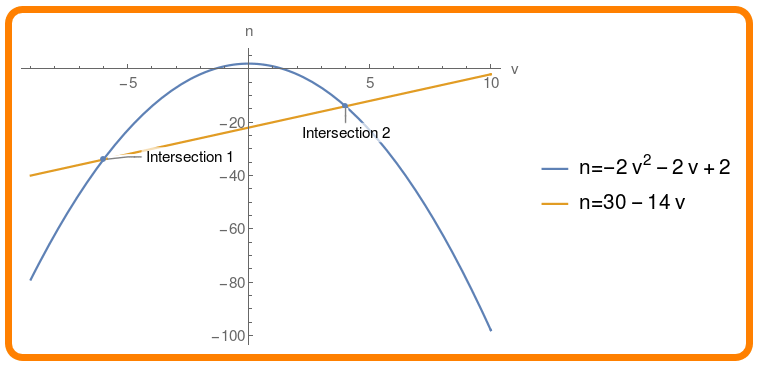 n
v
−5
5
10
−20
−40
−60
−80
−100
Intersection 1
Intersection 2
n=−2 v² − 2 v + 2
n=30 − 14 v